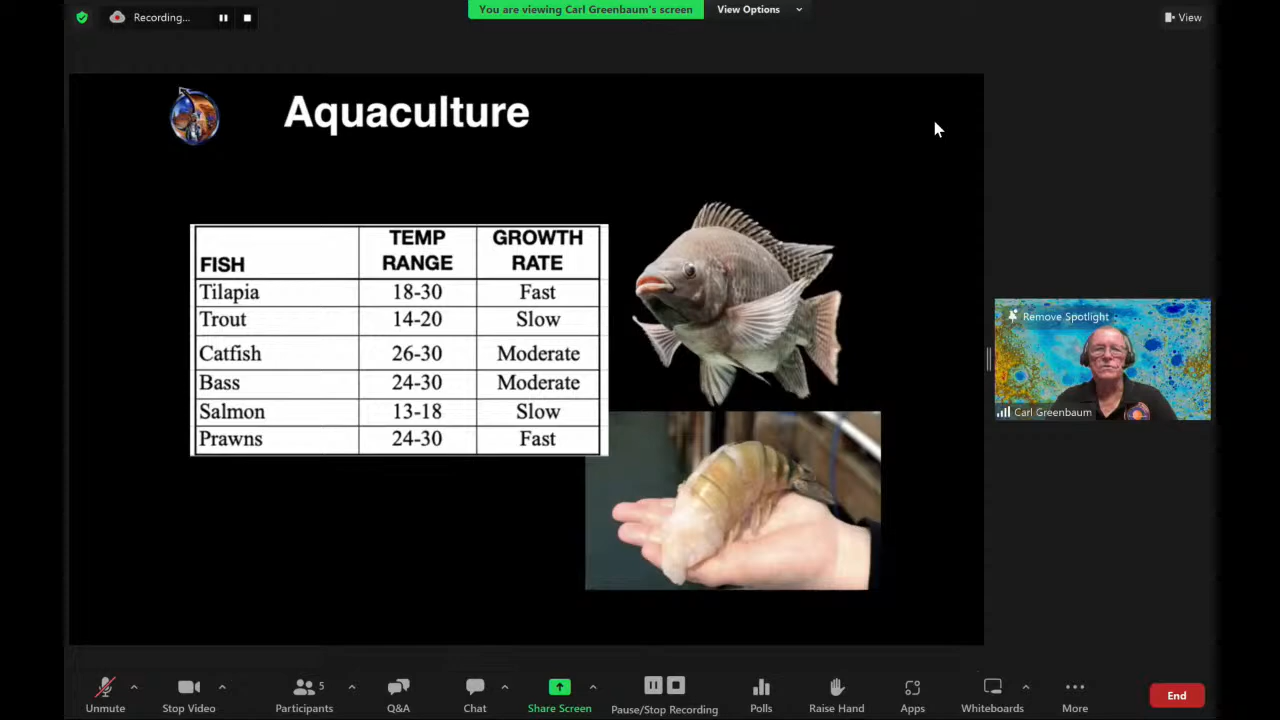 Recording...
You are viewing Carl Greenbaum's screen
View Options
View
Aquaculture
FISH TEMP RANGE GROWTH RATE
Tilapia 18-30 Fast
Trout 14-20 Slow
Catfish 26-30 Moderate
Bass 24-30 Moderate
Salmon 13-18 Slow
Prawns 24-30 Fast
Remove Spotlight
Carl Greenbaum
Unmute
Stop Video
5
Participants
Q&A
Chat
Share Screen
Pause/Stop Recording
Polls
Raise Hand
Apps
Whiteboards
More
End